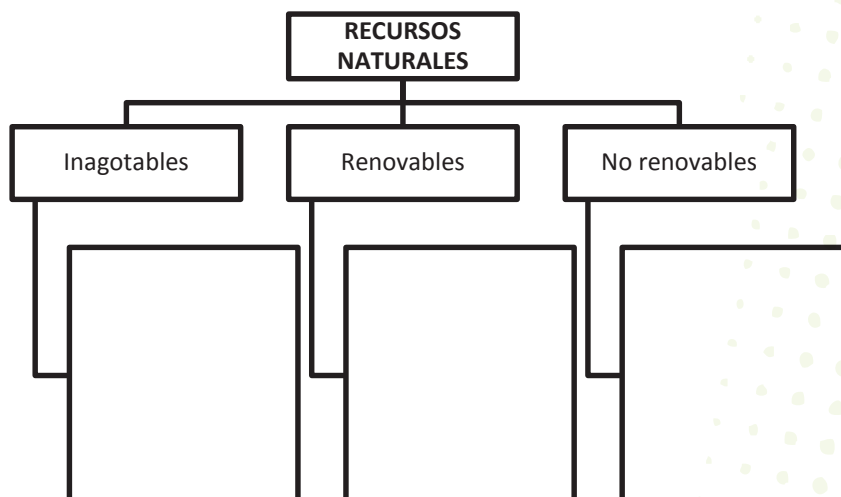 RECURSOS
NATURALES
Inagotables
Renovables
No renovables